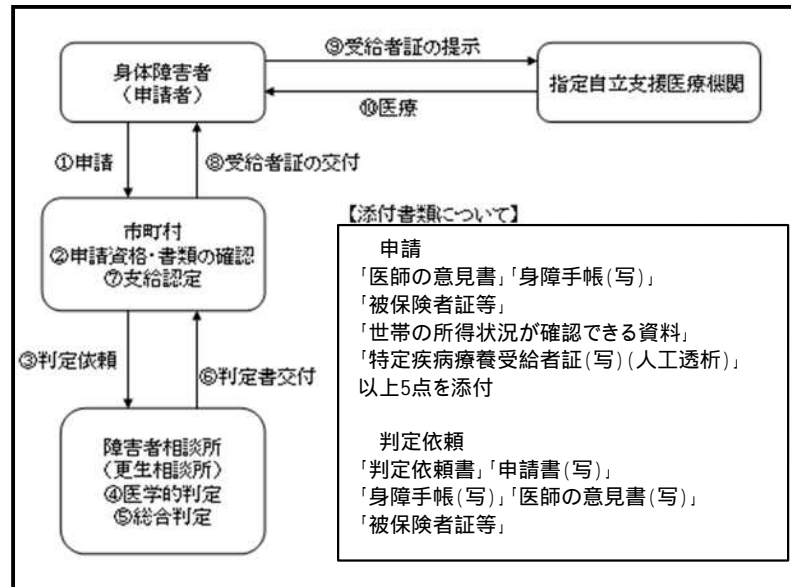 ⑨受給者証の提示
身体障害者
(申請者)
指定自立支援医療機関
⑩医療
①申請
⑧受給者証の交付
市町村
②申請資格・書類の確認
⑦支給認定
③判定依頼
⑥判定書交付
障害者相談所
(更生相談所)
④医学的判定
⑤総合判定
【添付書類について】
申請
「医師の意見書」「身障手帳(写)」
「被保険者証等」
「世帯の所得状況が確認できる資料」
「特定疾病療養受給者証(写)(人工透析)」
以上5点を添付
判定依頼
「判定依頼書」「申請書(写)」
「身障手帳(写)」「医師の意見書(写)」
「被保険者証等」